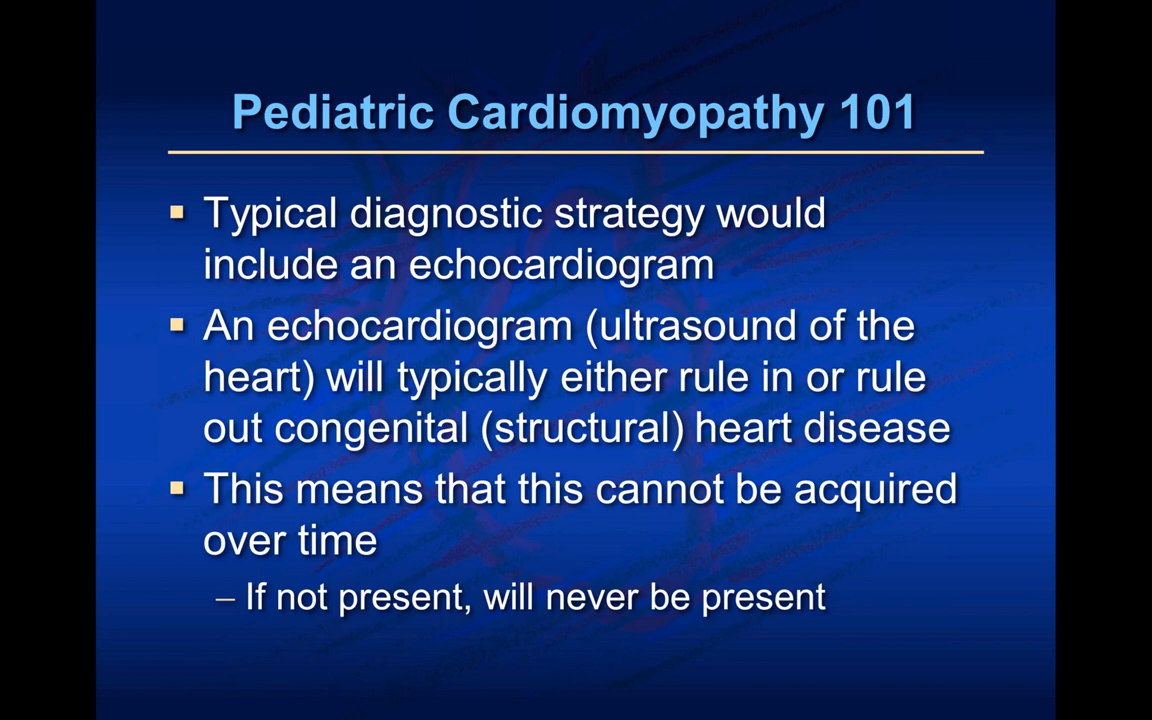 Pediatric Cardiomyopathy 101
▪ Typical diagnostic strategy would
include an echocardiogram
▪ An echocardiogram (ultrasound of the
heart) will typically either rule in or rule
out congenital (structural) heart disease
▪ This means that this cannot be acquired
over time
– If not present, will never be present